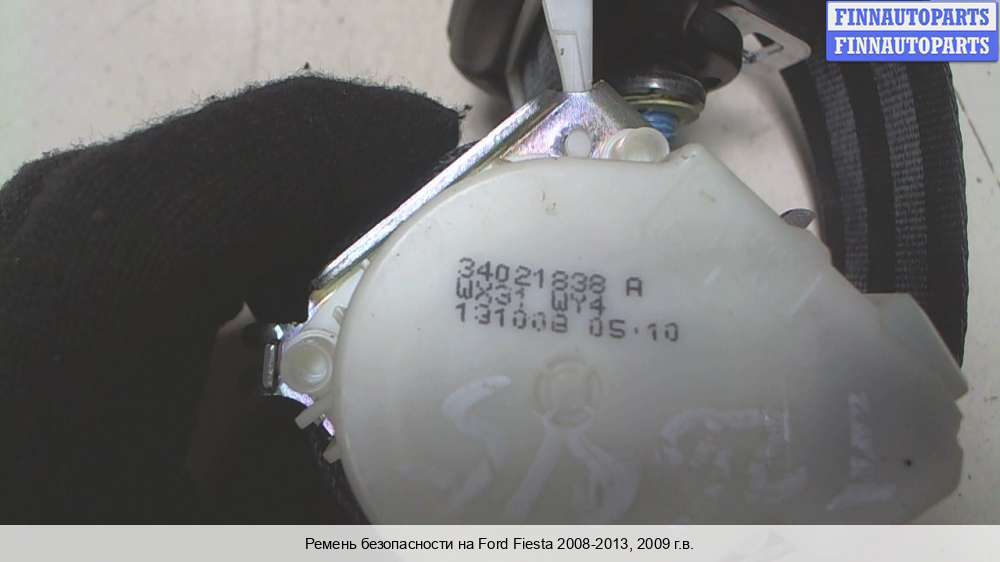 FINNAUTOPARTS
FINNAUTOPARTS
34021838 A
WX31 WY4
131008 05:10
Ремень безопасности на Ford Fiesta 2008-2013, 2009 г.в.